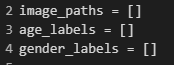 2 image_paths = []
3 age_labels = []
4 gender_labels = []